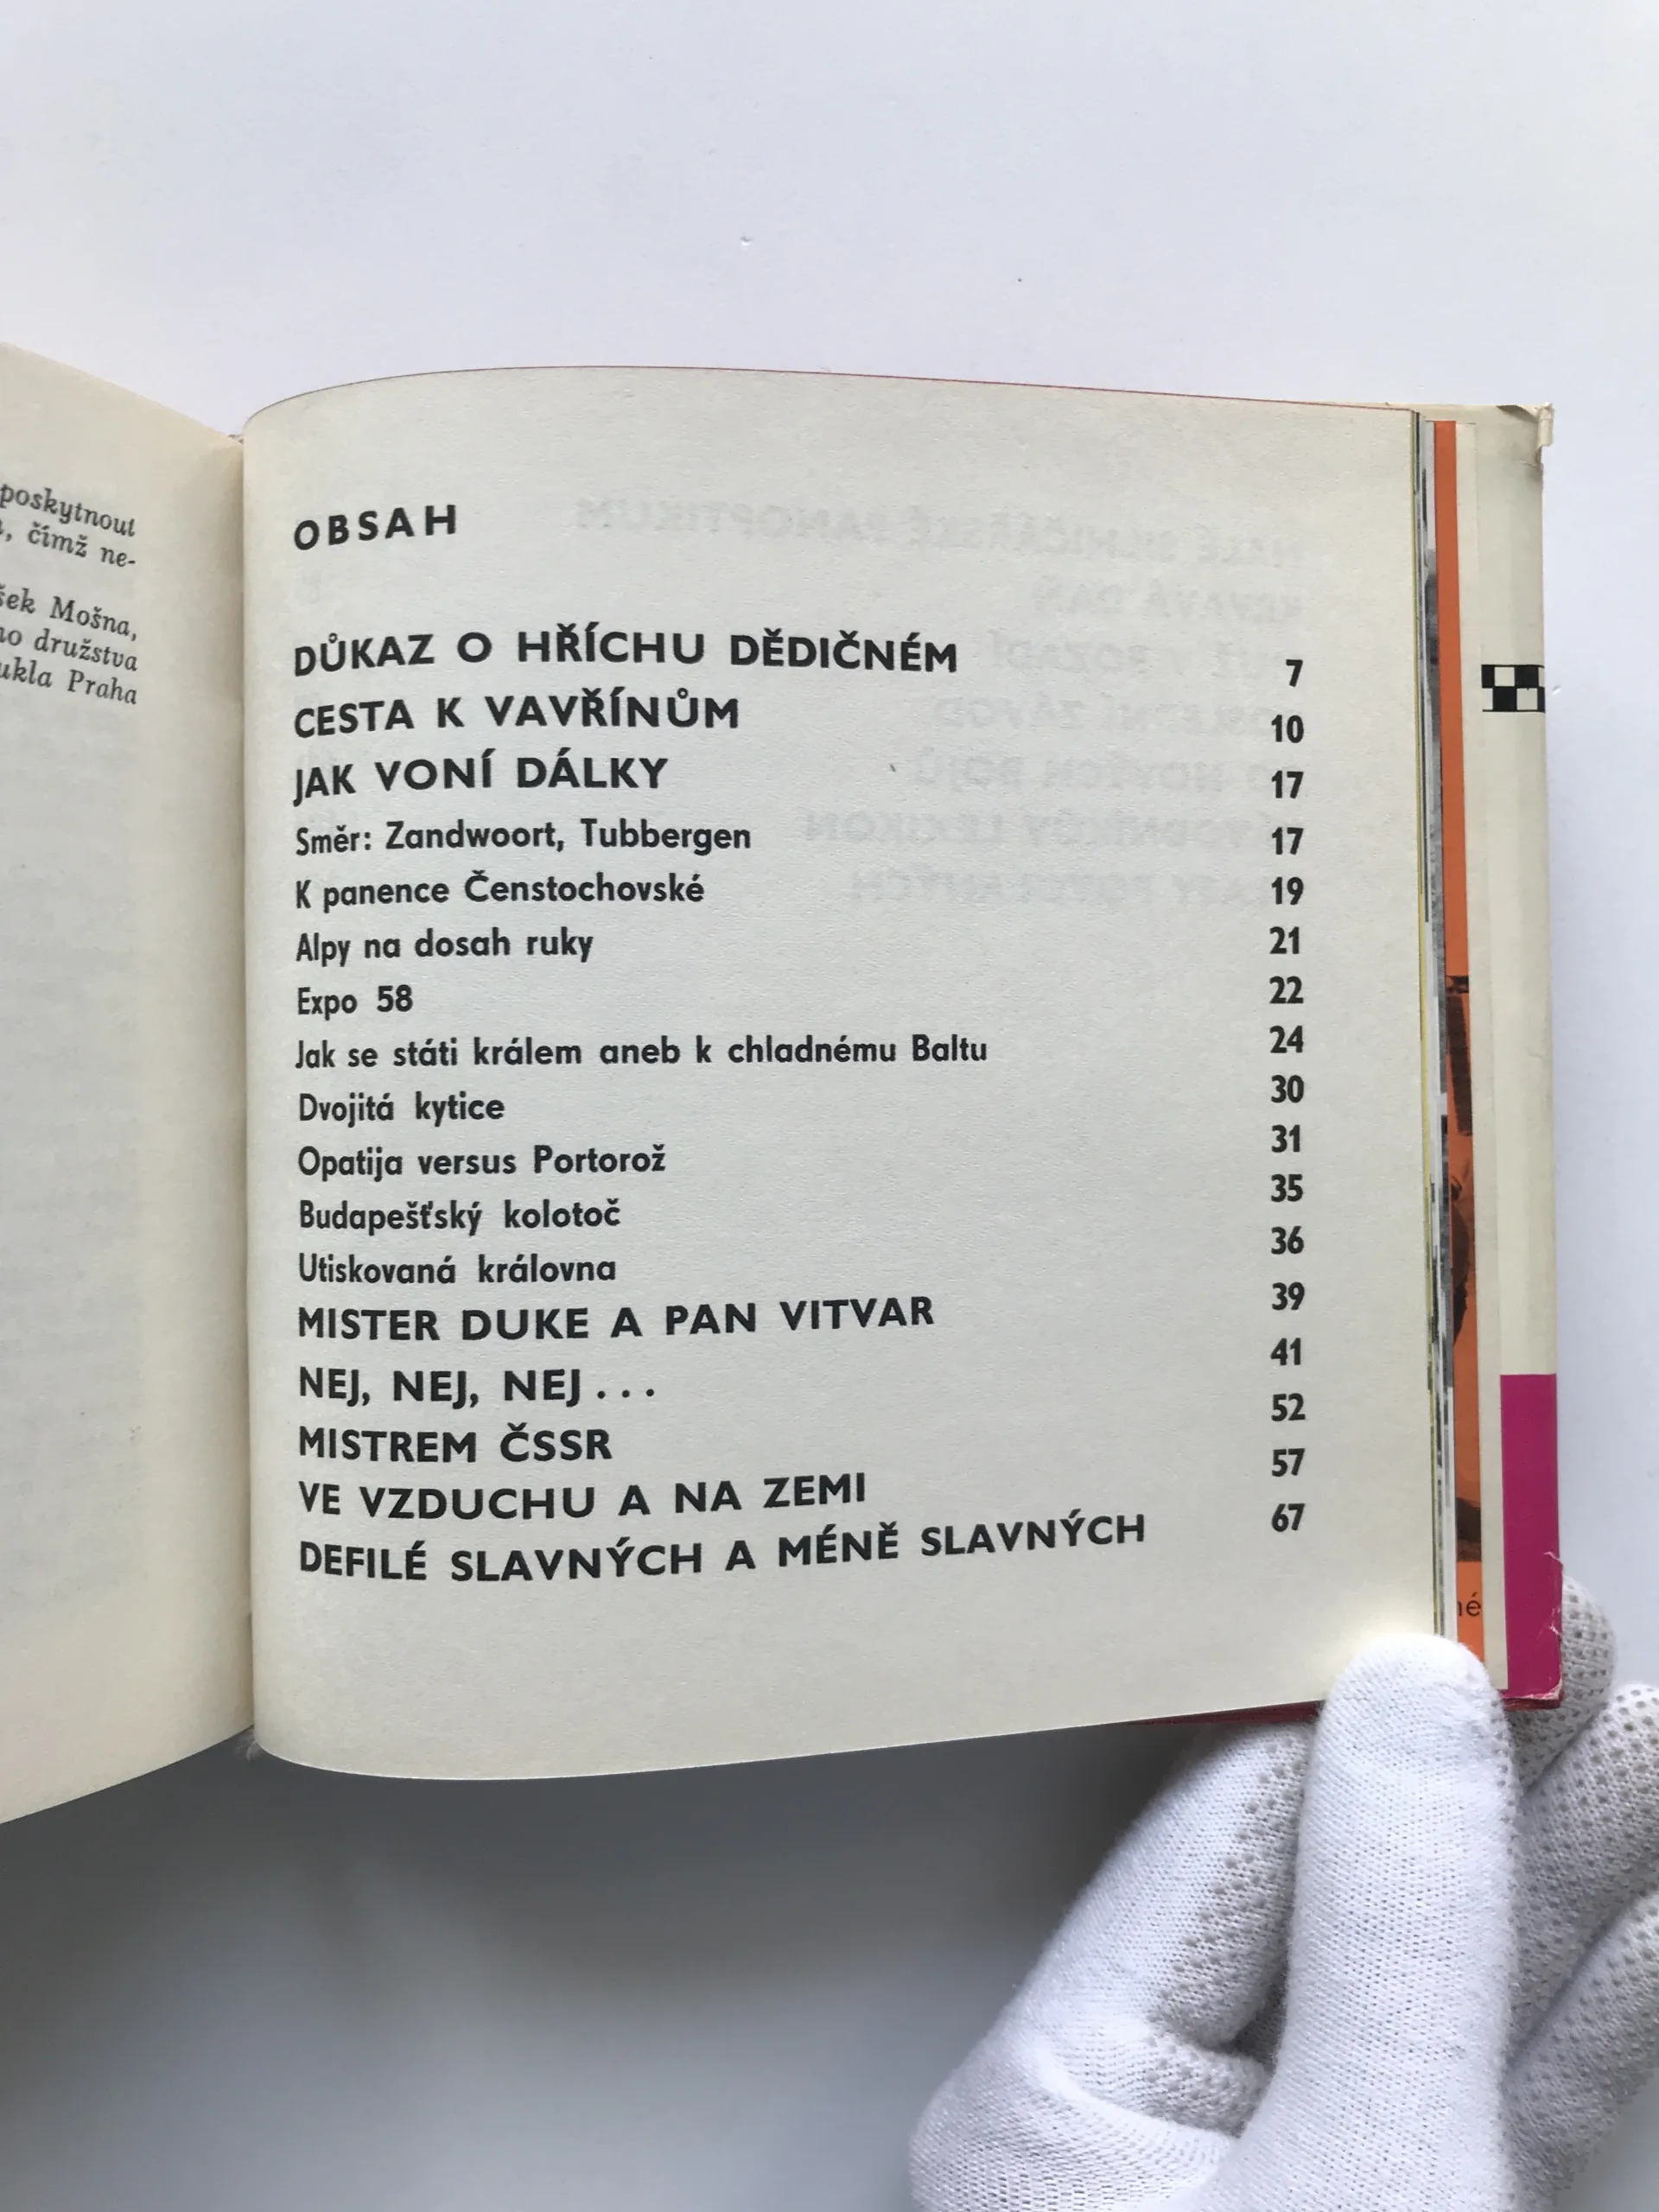 poskytnout
, čímž ne-
šek Mošna,
no družstva
ukla Praha
OBSAH
DŮKAZ O HŘÍCHU DĚDIČNÉM 7
CESTA K VAVŘÍNŮM 10
JAK VONÍ DÁLKY 17
Směr: Zandwoort, Tubbergen 17
K panence Čenstochovské 19
Alpy na dosah ruky 21
Expo 58 22
Jak se státi králem aneb k chladnému Baltu 24
Dvojitá kytice 30
Opatija versus Portorož 31
Budapešťský kolotoč 35
Utiskovaná královna 36
MISTER DUKE A PAN VITVAR 39
NEJ, NEJ, NEJ... 41
MISTREM ČSSR 52
VE VZDUCHU A NA ZEMI 57
DEFILÉ SLAVNÝCH A MÉNĚ SLAVNÝCH 67